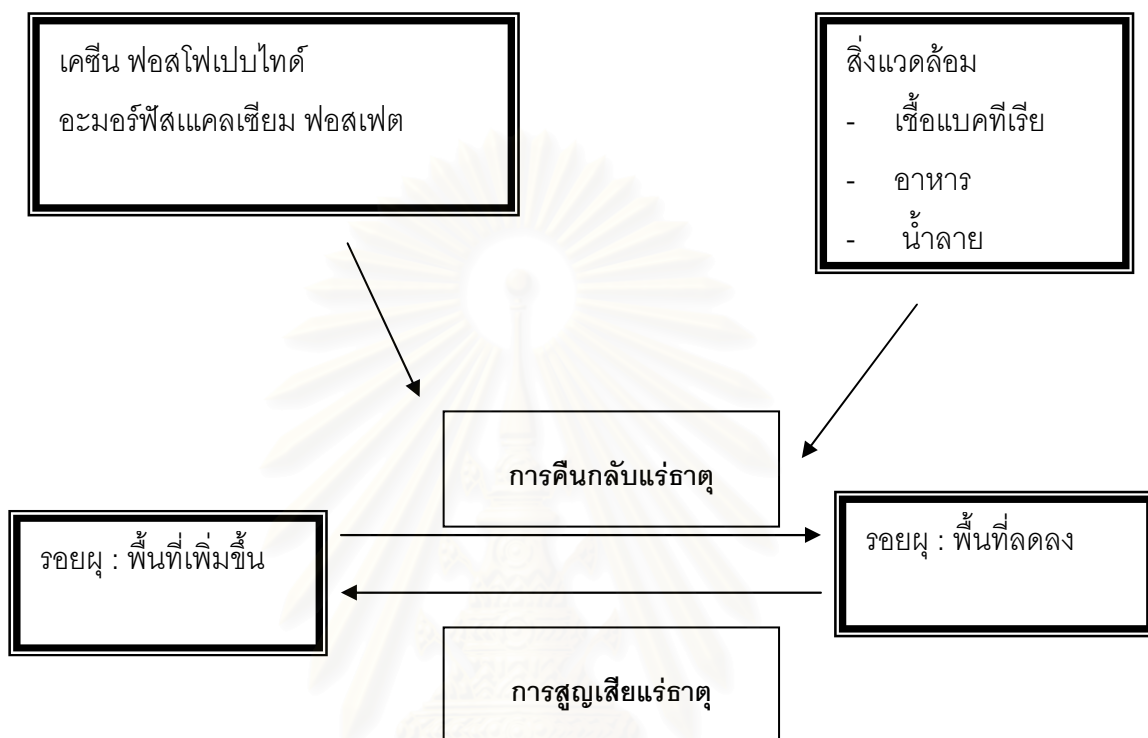 เคซีน ฟอสโฟเปปไทด์
อะมอร์ฟัสแคลเซียม ฟอสเฟต
สิ่งแวดล้อม
- เชื้อแบคทีเรีย
- อาหาร
- น้ำลาย
การคืนกลับแร่ธาตุ
รอยผุ : พื้นที่เพิ่มขึ้น
รอยผุ : พื้นที่ลดลง
การสูญเสียแร่ธาตุ